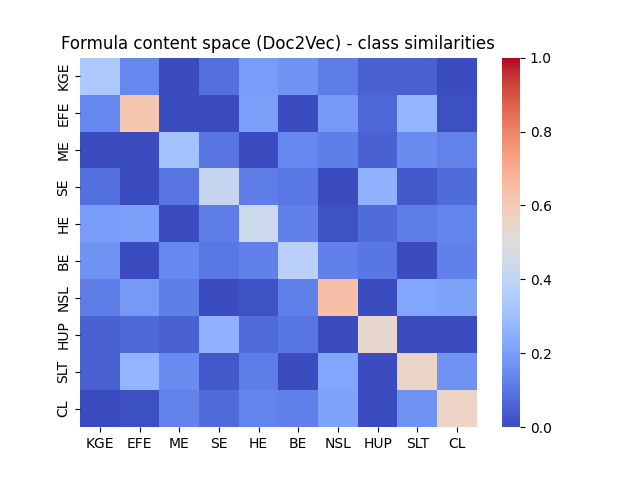 Formula content space (Doc2Vec) - class similarities
KGE
EFE
ME
SE
HE
BE
NSL
HUP
SLT
CL
KGE EFE ME SE HE BE NSL HUP SLT CL
1.0
0.8
0.6
0.4
0.2
0.0